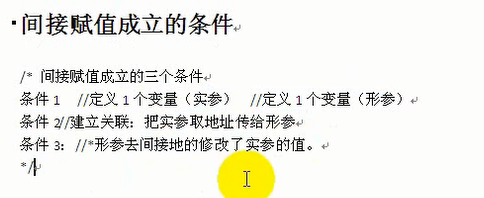 间接赋值成立的条件
/* 间接赋值成立的三个条件
条件1 //定义1个变量（实参） //定义1个变量（形参）
条件2//建立关联：把实参取地址传给形参
条件3：//*形参去间接地的修改了实参的值。
*/